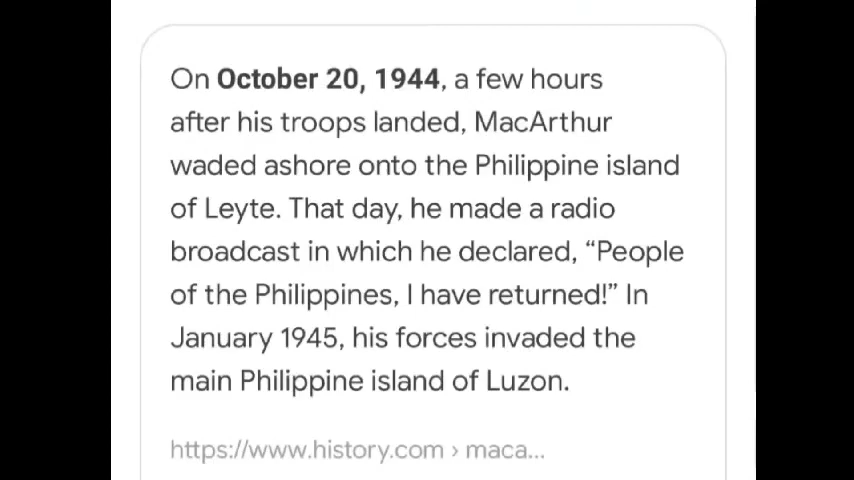 On October 20, 1944, a few hours
after his troops landed, MacArthur
waded ashore onto the Philippine island
of Leyte. That day, he made a radio
broadcast in which he declared, “People
of the Philippines, I have returned!” In
January 1945, his forces invaded the
main Philippine island of Luzon.
https://www.history.com › maca...